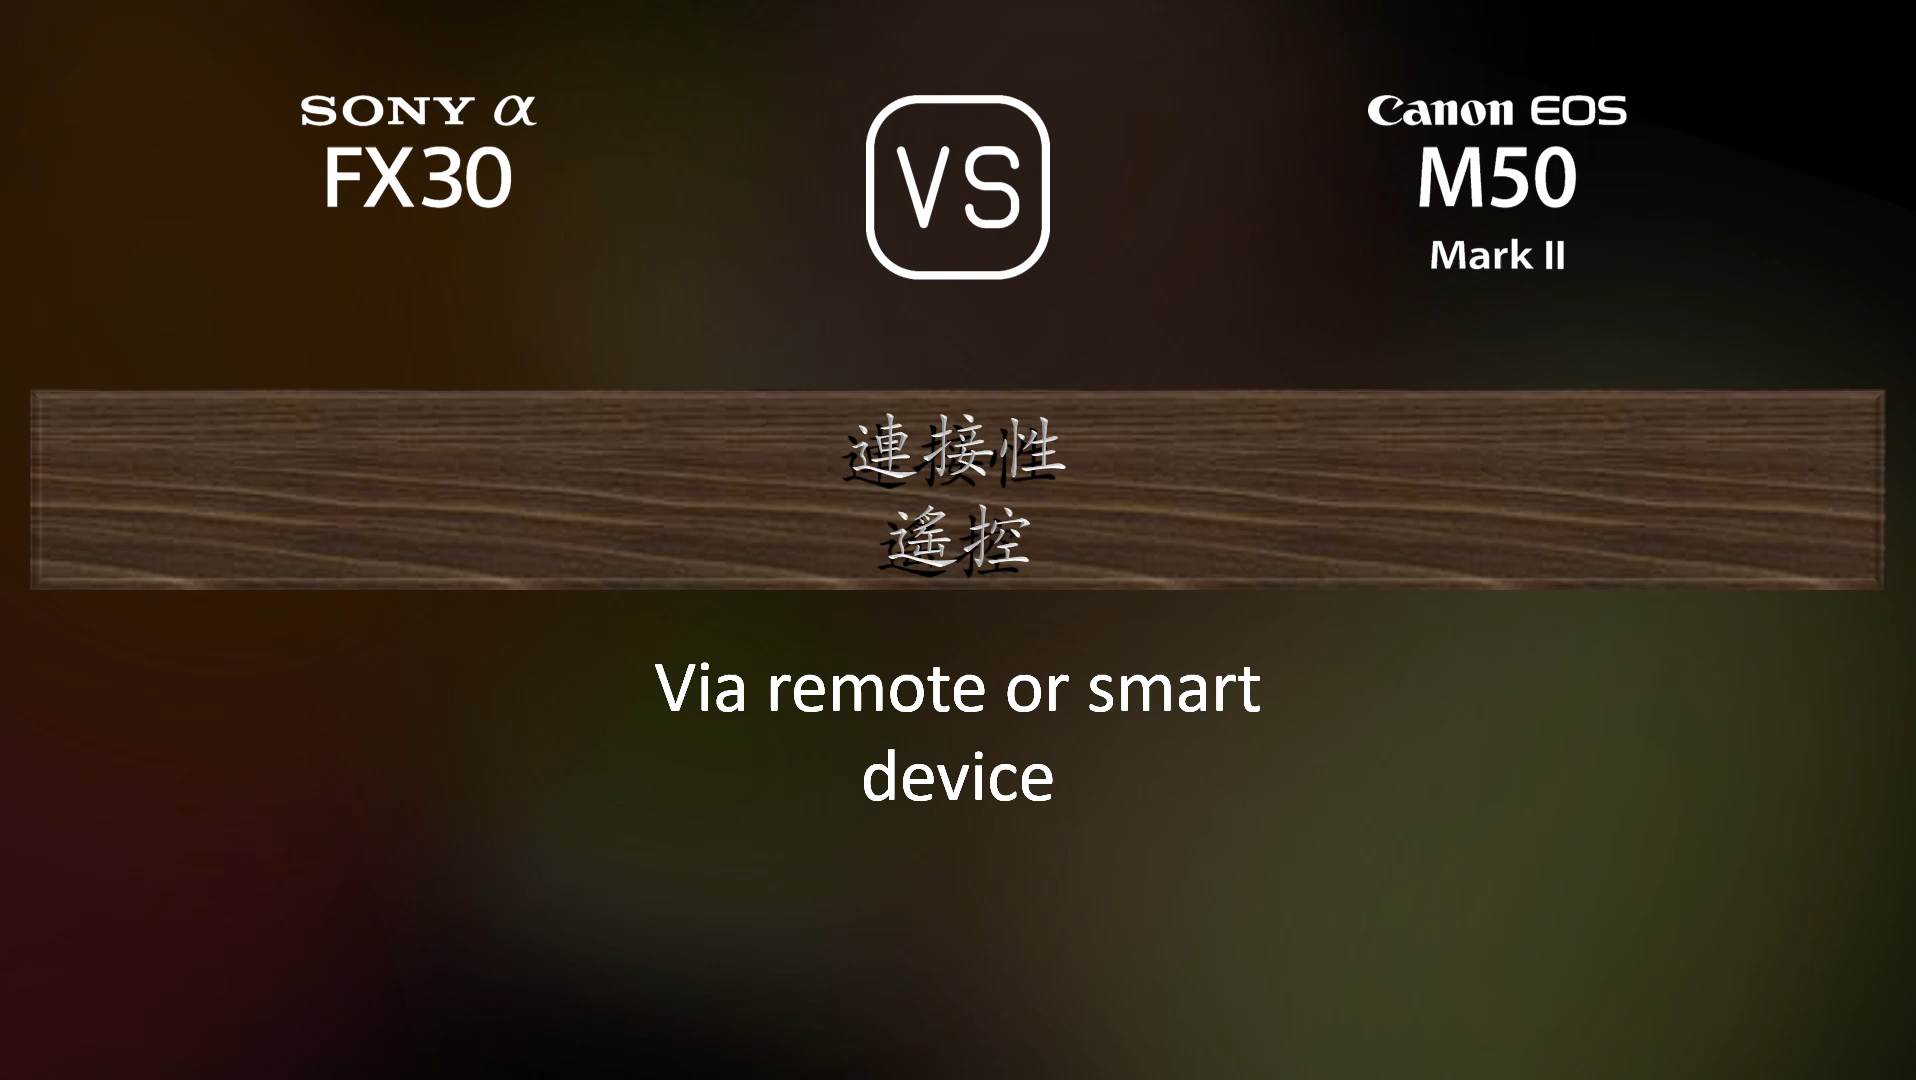 SONY α
FX30
VS
Canon EOS
M50
Mark II
連接性
遙控
Via remote or smart
device